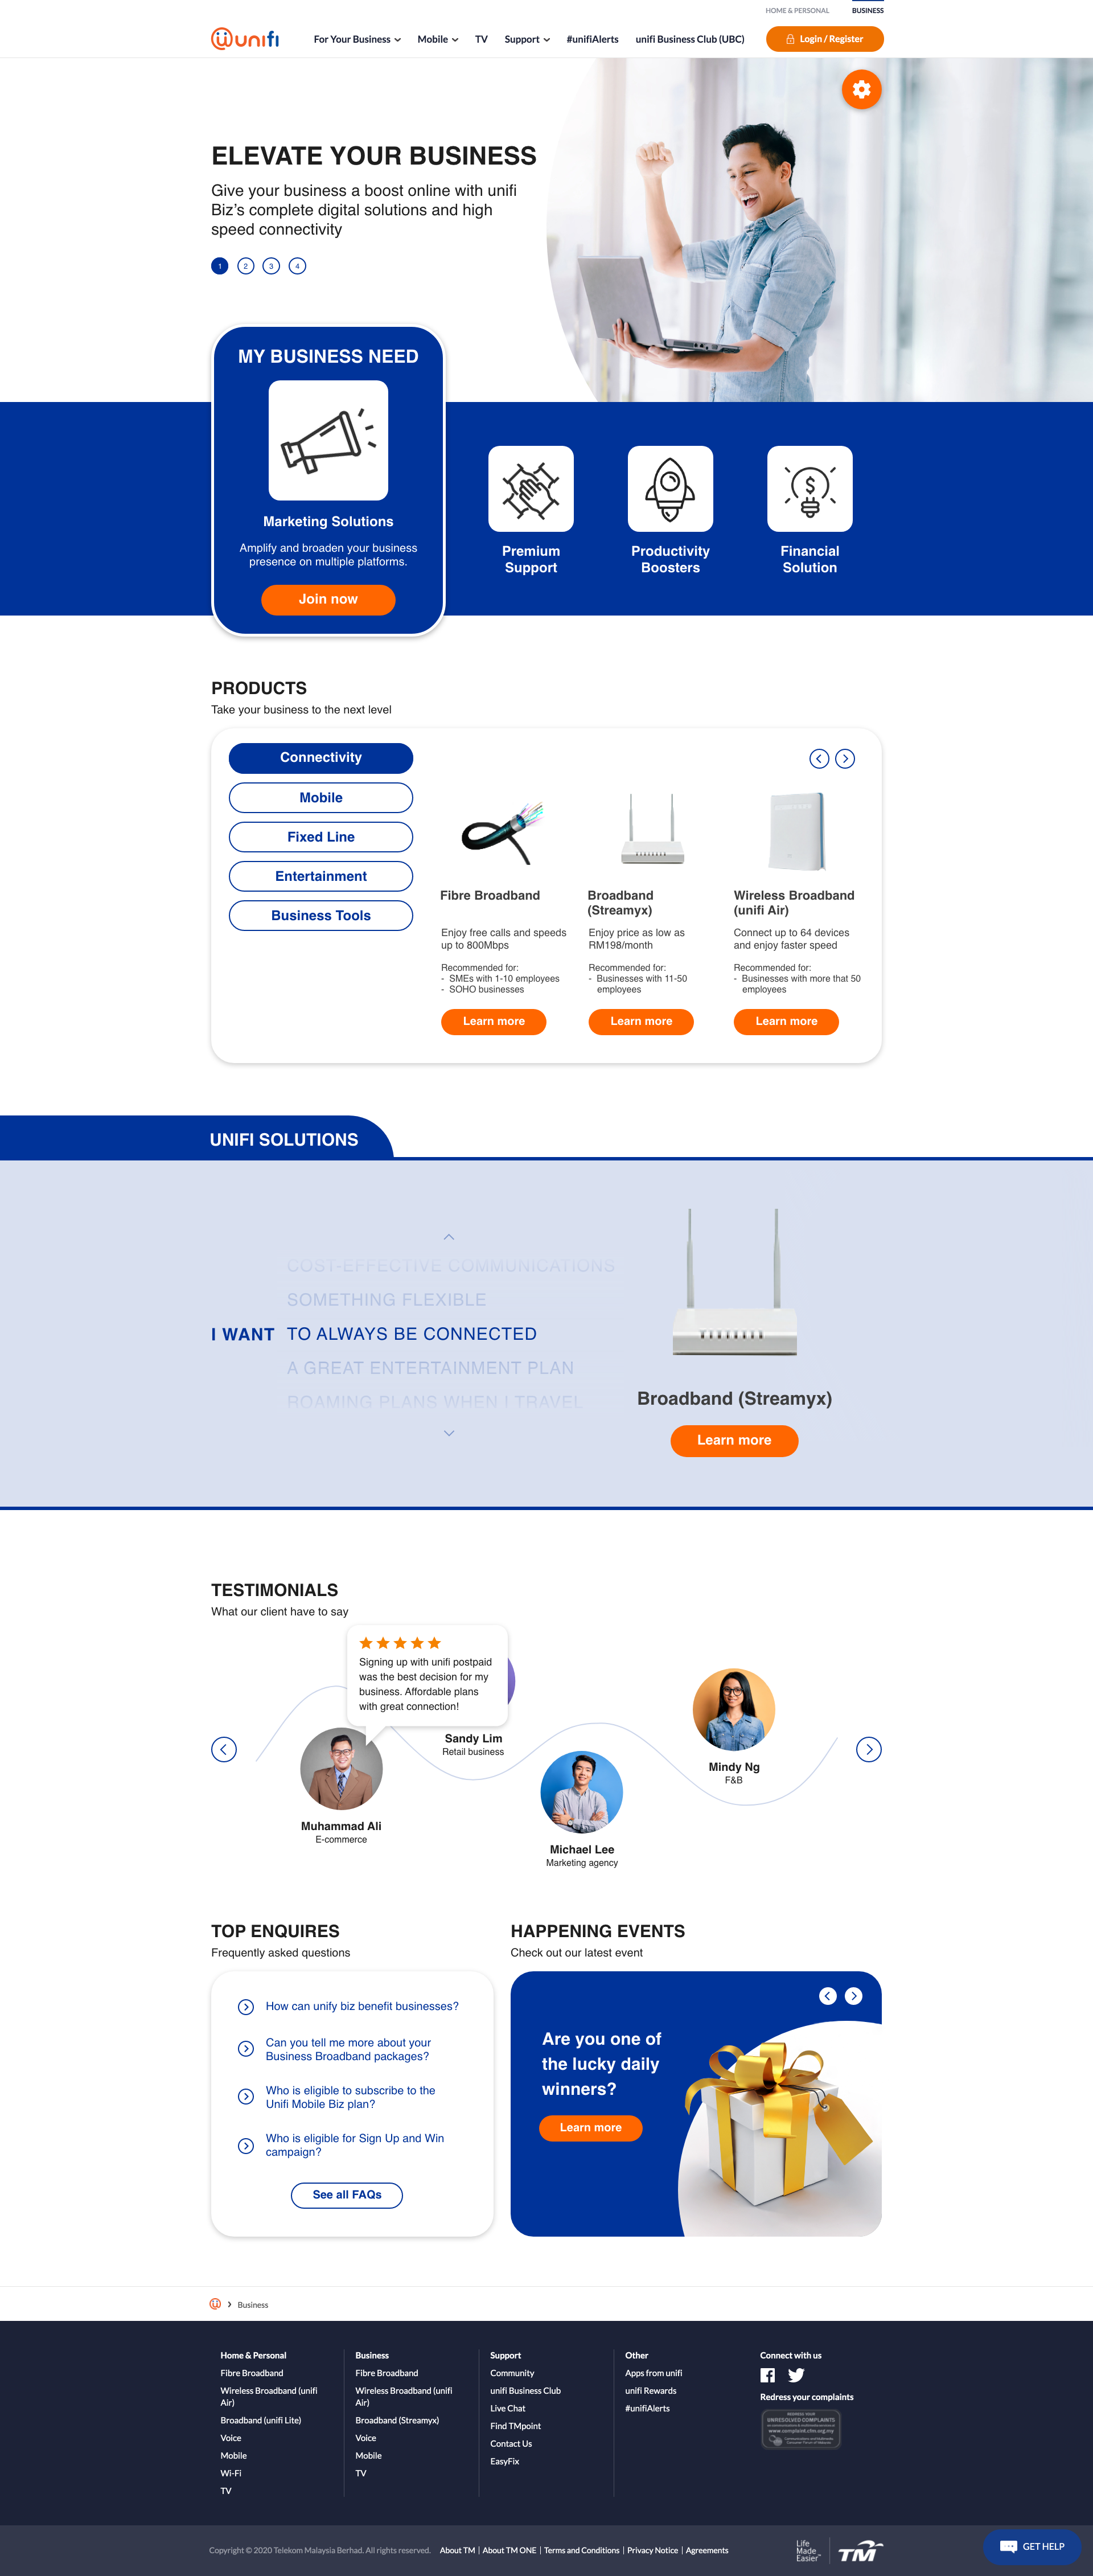 HOME & PERSONAL
BUSINESS
unifi
For Your Business
Mobile
TV
Support
#unifiAlerts
unifi Business Club (UBC)
Login / Register
ELEVATE YOUR BUSINESS
Give your business a boost online with unifi
Biz's complete digital solutions and high
speed connectivity
1
2
3
4
MY BUSINESS NEED
Marketing Solutions
Amplify and broaden your business
presence on multiple platforms.
Join now
Premium
Support
Productivity
Boosters
Financial
Solution
PRODUCTS
Take your business to the next level
Connectivity
Mobile
Fixed Line
Entertainment
Business Tools
Fibre Broadband
Enjoy free calls and speeds
up to 800Mbps
Recommended for:
- SMEs with 1-10 employees
- SOHO businesses
Learn more
Broadband
(Streamyx)
Enjoy price as low as
RM198/month
Recommended for:
- Businesses with 11-50
employees
Learn more
Wireless Broadband
(unifi Air)
Connect up to 64 devices
and enjoy faster speed
Recommended for:
- Businesses with more that 50
employees
Learn more
UNIFI SOLUTIONS
COST-EFFECTIVE COMMUNICATIONS
SOMETHING FLEXIBLE
I WANT TO ALWAYS BE CONNECTED
A GREAT ENTERTAINMENT PLAN
ROAMING PLANS WHEN I TRAVEL
Broadband (Streamyx)
Learn more
TESTIMONIALS
What our client have to say
Signing up with unifi postpaid
was the best decision for my
business. Affordable plans
with great connection!
Muhammad Ali
E-commerce
Sandy Lim
Retail business
Michael Lee
Marketing agency
Mindy Ng
F&B
TOP ENQUIRES
Frequently asked questions
How can unify biz benefit businesses?
Can you tell me more about your
Business Broadband packages?
Who is eligible to subscribe to the
Unifi Mobile Biz plan?
Who is eligible for Sign Up and Win
campaign?
See all FAQs
HAPPENING EVENTS
Check out our latest event
Are you one of
the lucky daily
winners?
Learn more
Business
Home & Personal
Fibre Broadband
Wireless Broadband (unifi
Air)
Broadband (unifi Lite)
Voice
Mobile
Wi-Fi
TV
Business
Fibre Broadband
Wireless Broadband (unifi
Air)
Broadband (Streamyx)
Voice
Mobile
TV
Support
Community
unifi Business Club
Live Chat
Find TMpoint
Contact Us
EasyFix
Other
Apps from unifi
unifi Rewards
#unifiAlerts
Connect with us
Redress your complaints
REDRESS YOUR
UNRESOLVED COMPLAINTS
www.complaint.cfm.org.my
Copyright © 2020 Telekom Malaysia Berhad. All rights reserved.
About TM | About TM ONE | Terms and Conditions | Privacy Notice | Agreements
Life
Made
Easier™
TM
GET HELP